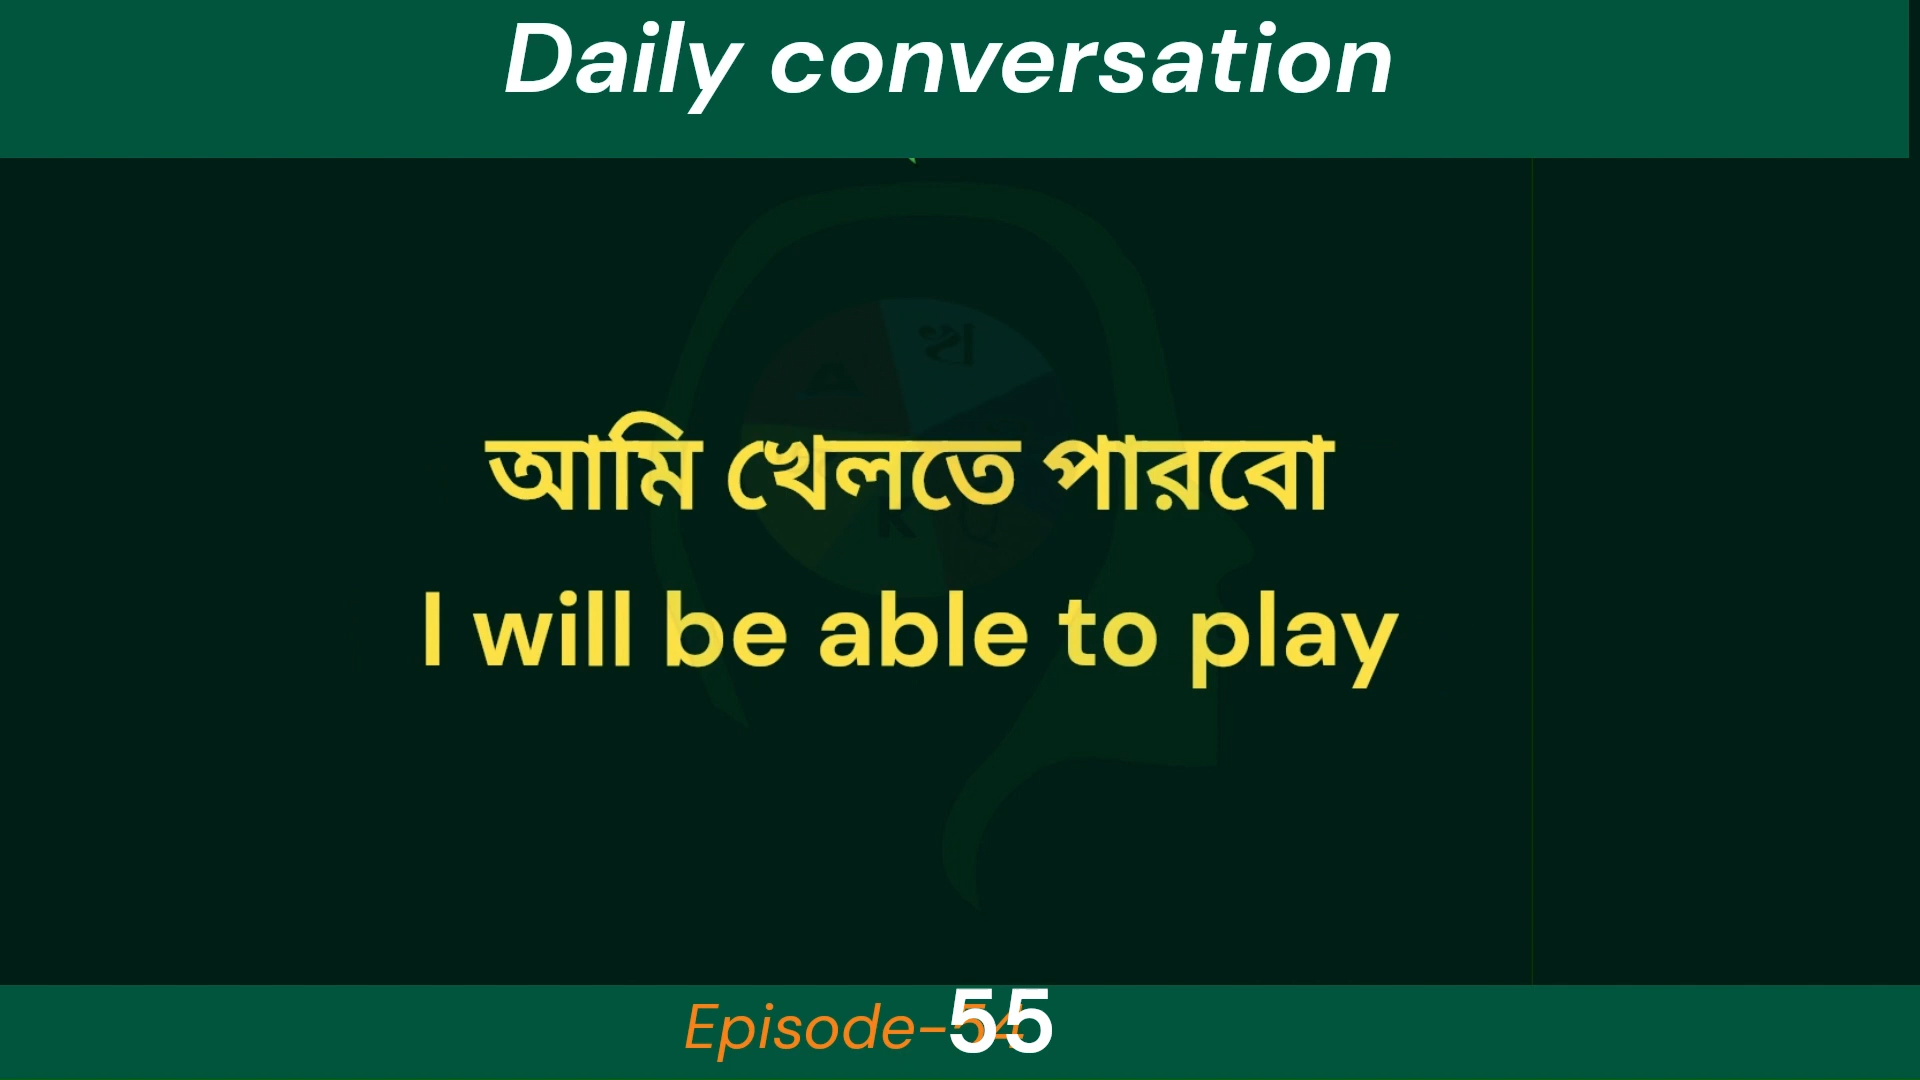 Daily conversation
আমি খেলতে পারবো
I will be able to play
Episode-55